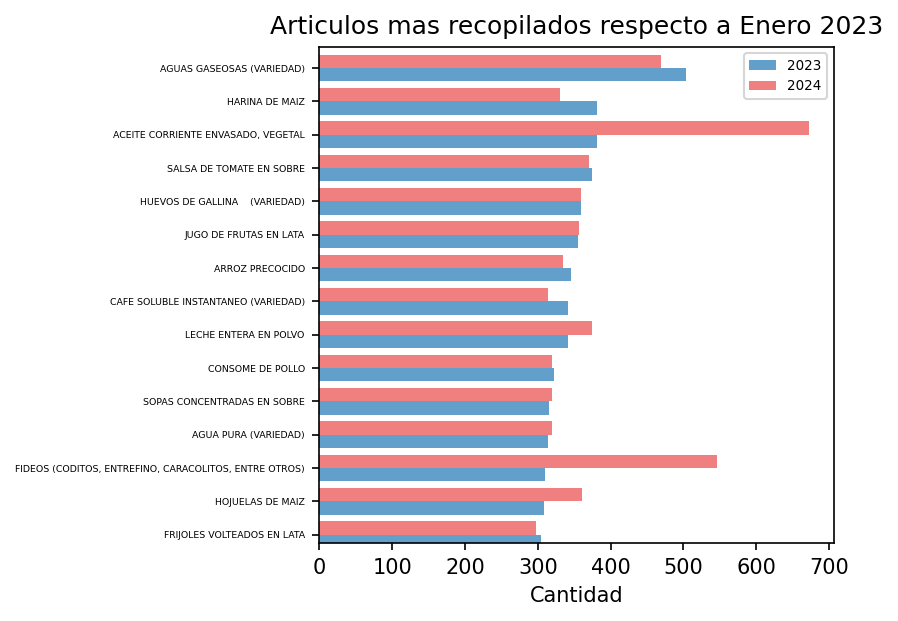 Articulos mas recopilados respecto a Enero 2023
2023
2024
AGUAS GASEOSAS (VARIEDAD)
HARINA DE MAIZ
ACEITE CORRIENTE ENVASADO, VEGETAL
SALSA DE TOMATE EN SOBRE
HUEVOS DE GALLINA    (VARIEDAD)
JUGO DE FRUTAS EN LATA
ARROZ PRECOCIDO
CAFE SOLUBLE INSTANTANEO (VARIEDAD)
LECHE ENTERA EN POLVO
CONSOME DE POLLO
SOPAS CONCENTRADAS EN SOBRE
AGUA PURA (VARIEDAD)
FIDEOS (CODITOS, ENTREFINO, CARACOLITOS, ENTRE OTROS)
HOJUELAS DE MAIZ
FRIJOLES VOLTEADOS EN LATA
0 100 200 300 400 500 600 700
Cantidad